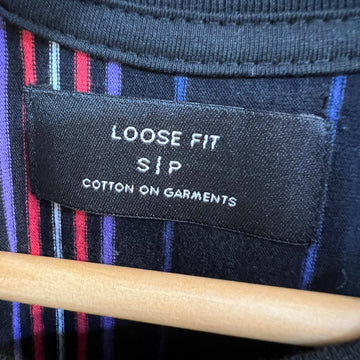 LOOSE FIT
S|P
COTTON ON GARMENTS